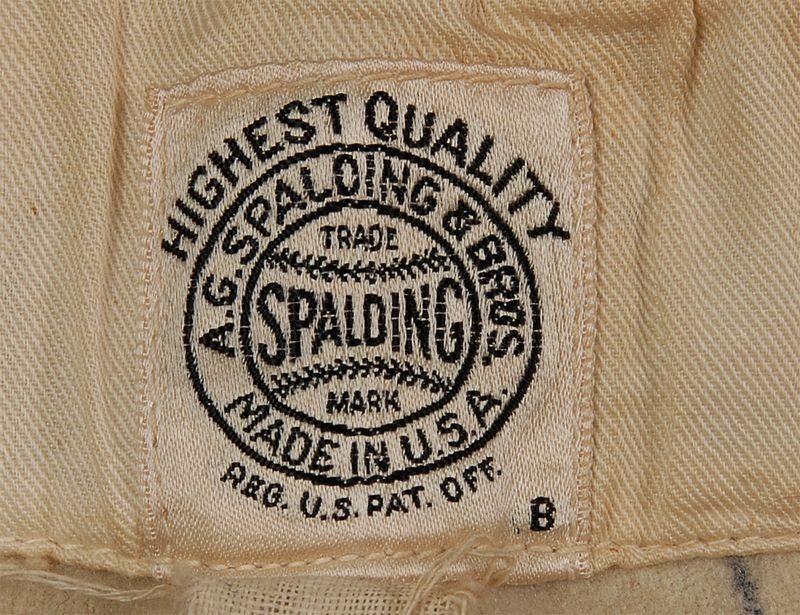 HIGHEST QUALITY
A.G. SPALDING & BROS.
TRADE
SPALDING
MARK
MADE IN U.S.A.
REG. U.S. PAT. OFF.
B